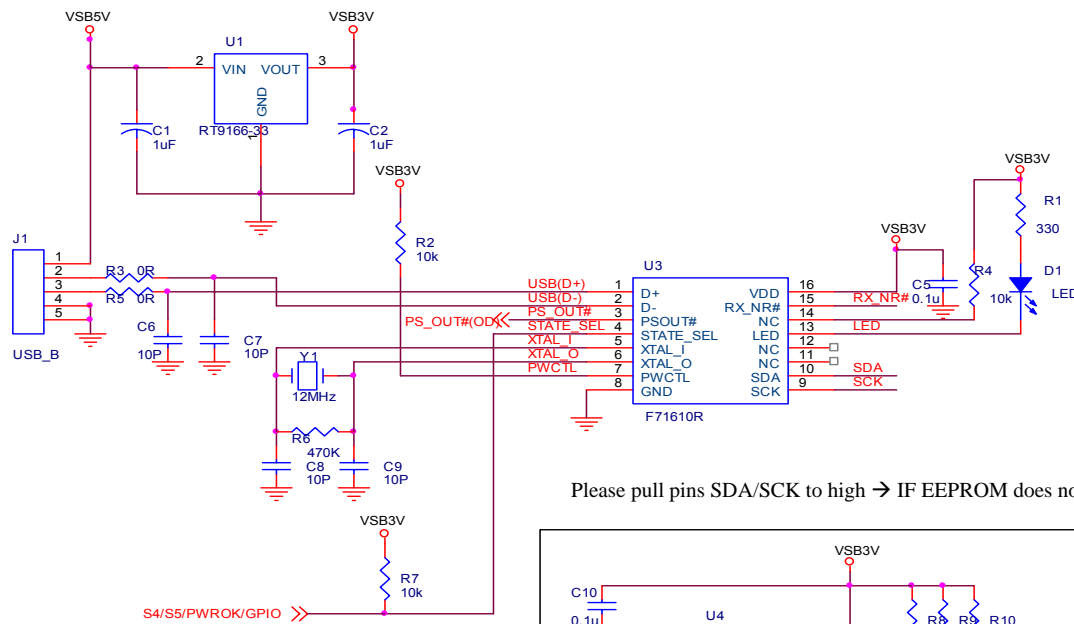 VSB5V
VSB3V
U1
2
VIN
VOUT
3
GND
1
RT9166-33
C1
1uF
C2
1uF
VSB3V
R2
10k
J1
1
2
3
4
5
USB_B
R3 0R
R5 0R
C6
10P
C7
10P
PS_OUT#(OD)
USB(D+)
USB(D-)
PS_OUT#
STATE_SEL
XTAL_I
XTAL_O
PWCTL
1
2
3
4
5
6
7
8
U3
D+
D-
PSOUT#
STATE_SEL
XTAL_I
XTAL_O
PWCTL
GND
VDD
RX_NR#
NC
LED
NC
NC
SDA
SCK
F71610R
16
15
14
13
12
11
10
9
RX_NR#
LED
SDA
SCK
VSB3V
C5
0.1u
R4
10k
VSB3V
R1
330
D1
LED
Y1
12MHz
R6
470K
C8
10P
C9
10P
VSB3V
R7
10k
S4/S5/PWROK/GPIO
Please pull pins SDA/SCK to high → IF EEPROM does no
VSB3V
C10
0.1u
U4
R8
R9
R10